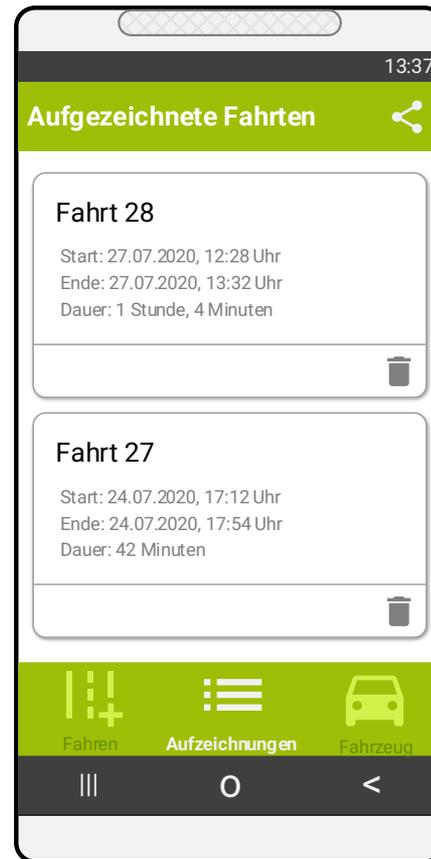 13:37
Aufgezeichnete Fahrten
Fahrt 28
Start: 27.07.2020, 12:28 Uhr
Ende: 27.07.2020, 13:32 Uhr
Dauer: 1 Stunde, 4 Minuten
Fahrt 27
Start: 24.07.2020, 17:12 Uhr
Ende: 24.07.2020, 17:54 Uhr
Dauer: 42 Minuten
Fahren Aufzeichnungen Fahrzeug